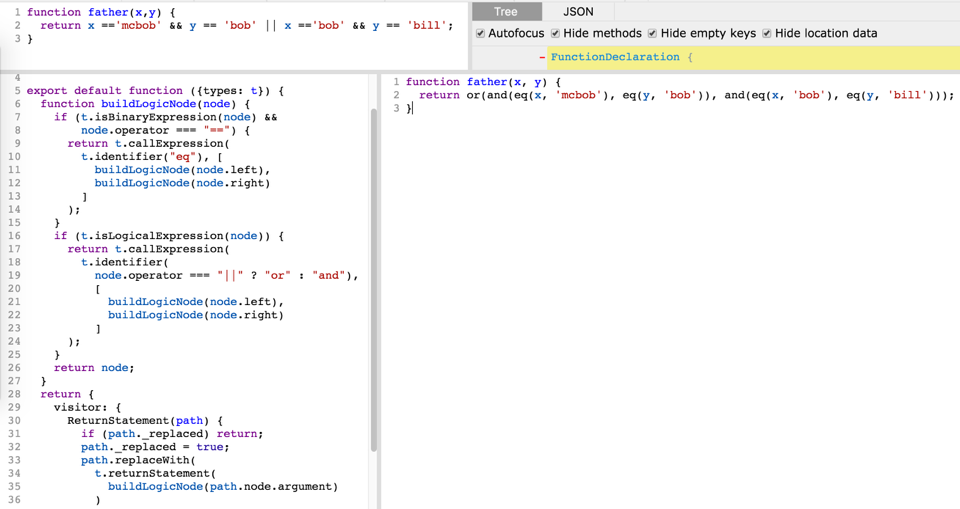 1 function father(x,y) {
2   return x =='mcbob' && y == 'bob' || x =='bob' && y == 'bill';
3 }
Tree JSON
Autofocus Hide methods Hide empty keys Hide location data
- FunctionDeclaration {
4
5 export default function ({types: t}) {
6   function buildLogicNode(node) {
7     if (t.isBinaryExpression(node) &&
8         node.operator === "==") {
9       return t.callExpression(
10         t.identifier("eq"), [
11           buildLogicNode(node.left),
12           buildLogicNode(node.right)
13         ]
14       );
15     }
16     if (t.isLogicalExpression(node)) {
17       return t.callExpression(
18         t.identifier(
19           node.operator === "||" ? "or" : "and"),
20           [
21             buildLogicNode(node.left),
22             buildLogicNode(node.right)
23           ]
24       );
25     }
26     return node;
27   }
28   return {
29     visitor: {
30       ReturnStatement(path) {
31         if (path._replaced) return;
32         path._replaced = true;
33         path.replaceWith(
34           t.returnStatement(
35             buildLogicNode(path.node.argument)
36           )
1 function father(x, y) {
2   return or(and(eq(x, 'mcbob'), eq(y, 'bob')), and(eq(x, 'bob'), eq(y, 'bill')));
3 }